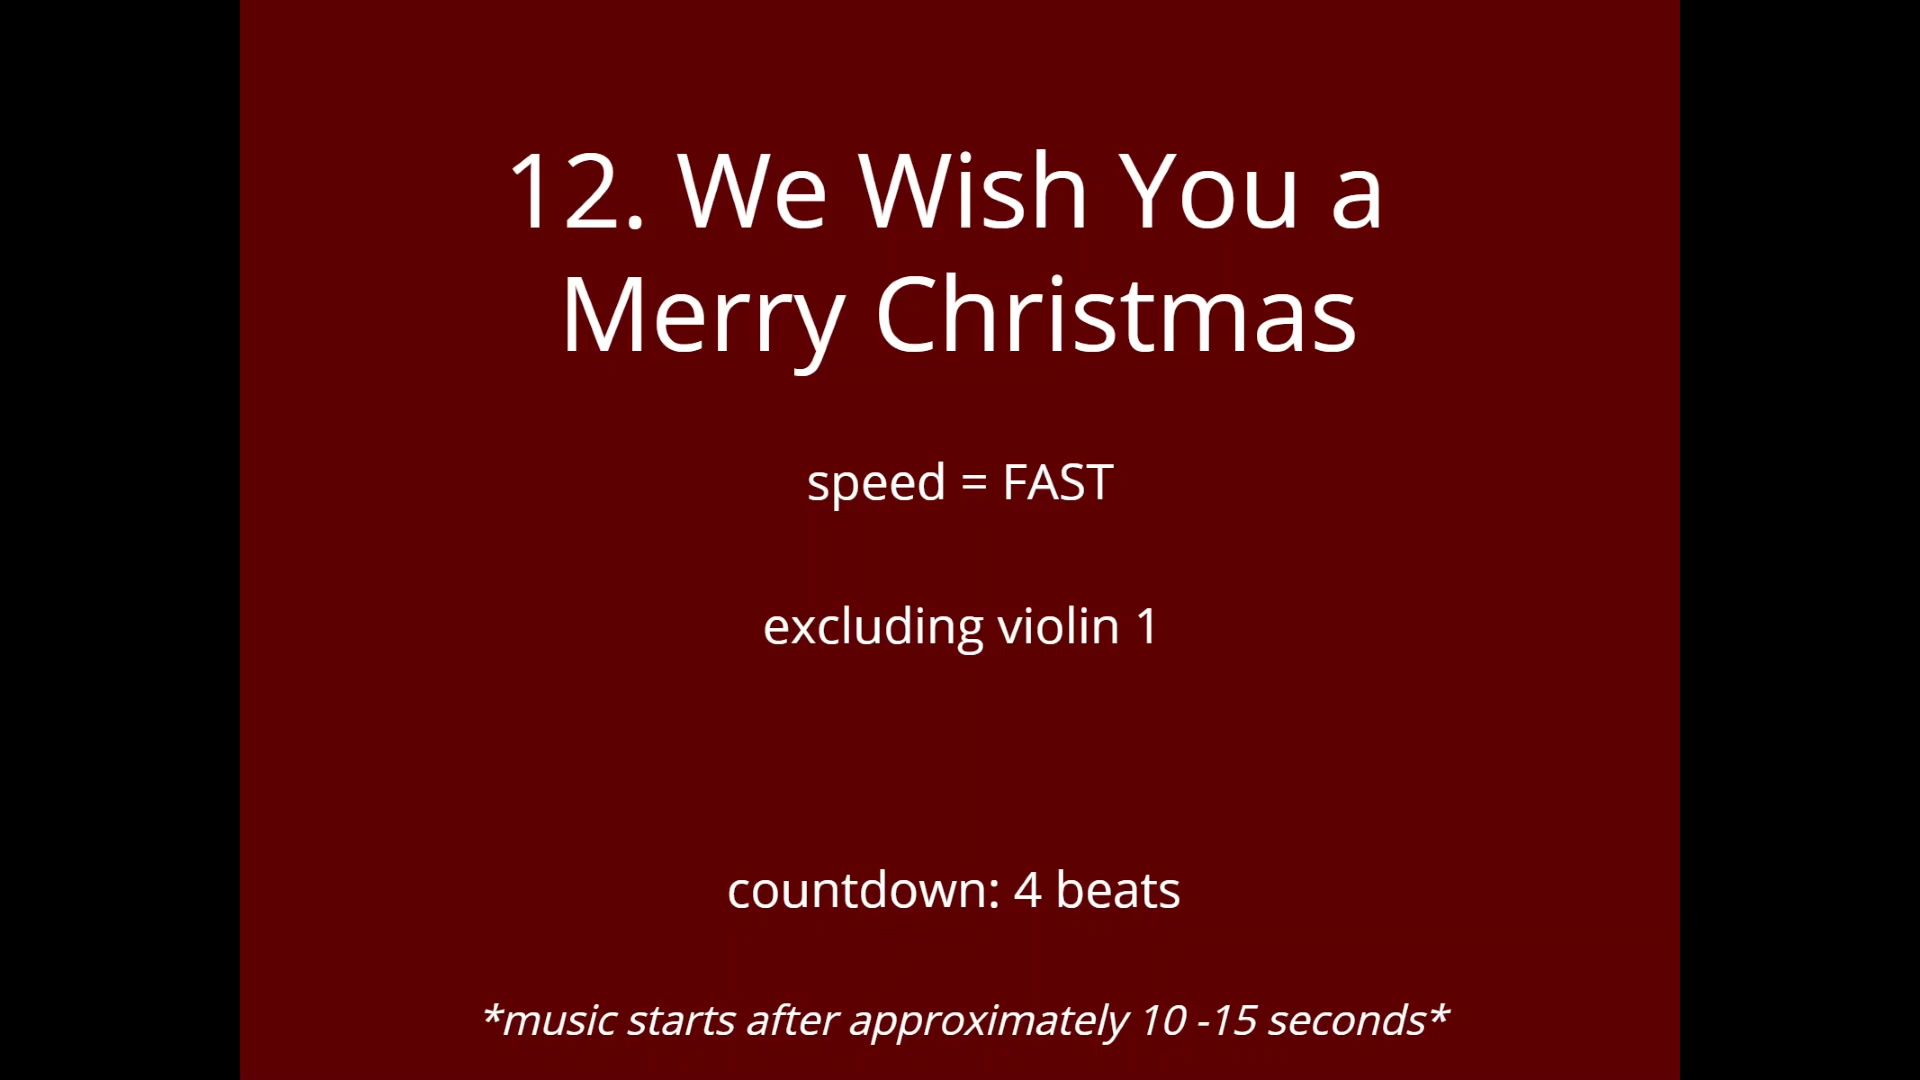 12. We Wish You a
Merry Christmas
speed = FAST
excluding violin 1
countdown: 4 beats
*music starts after approximately 10 -15 seconds*